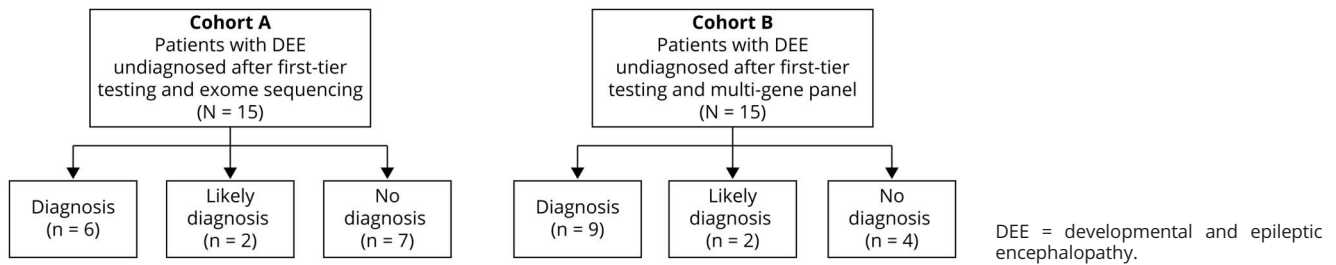 Cohort A
Patients with DEE
undiagnosed after first-tier
testing and exome sequencing
(N = 15)
Diagnosis
(n = 6)
Likely
diagnosis
(n = 2)
No
diagnosis
(n = 7)
Cohort B
Patients with DEE
undiagnosed after first-tier
testing and multi-gene panel
(N = 15)
Diagnosis
(n = 9)
Likely
diagnosis
(n = 2)
No
diagnosis
(n = 4)
DEE = developmental and epileptic
encephalopathy.